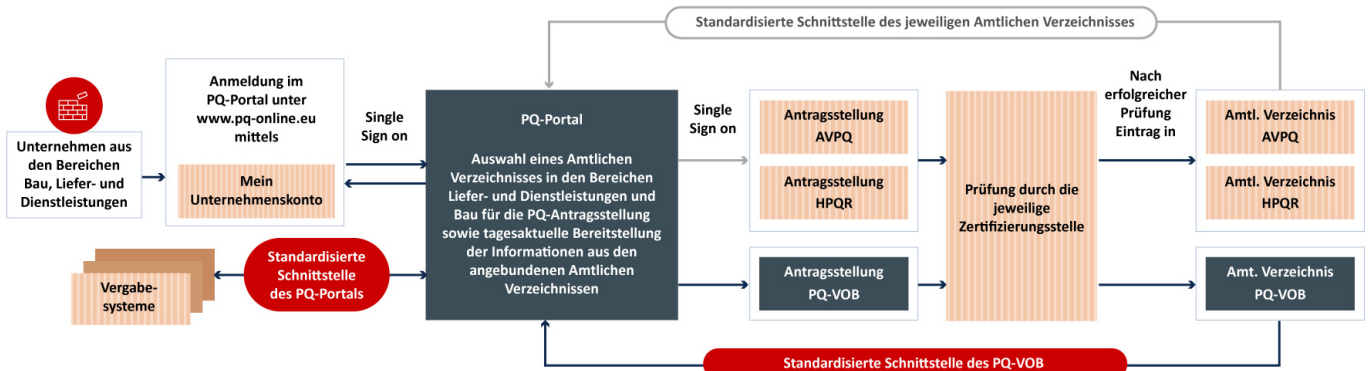 Standardisierte Schnittstelle des jeweiligen Amtlichen Verzeichnisses
Unternehmen aus
den Bereichen
Bau, Liefer- und
Dienstleistungen
Anmeldung im
PQ-Portal unter
www.pq-online.eu
mittels
Mein
Unternehmenskonto
Single
Sign on
Vergabe-
systeme
Standardisierte
Schnittstelle
des PQ-Portals
PQ-Portal
Auswahl eines Amtlichen
Verzeichnisses in den Bereichen
Liefer- und Dienstleistungen und
Bau für die PQ-Antragsstellung
sowie tagesaktuelle Bereitstellung
der Informationen aus den
angebundenen Amtlichen
Verzeichnissen
Single
Sign on
Antragsstellung
AVPQ
Antragsstellung
HPQR
Antragsstellung
PQ-VOB
Prüfung durch die
jeweilige
Zertifizierungsstelle
Nach
erfolgreicher
Prüfung
Eintrag in
Amtl. Verzeichnis
AVPQ
Amtl. Verzeichnis
HPQR
Amt. Verzeichnis
PQ-VOB
Standardisierte Schnittstelle des PQ-VOB